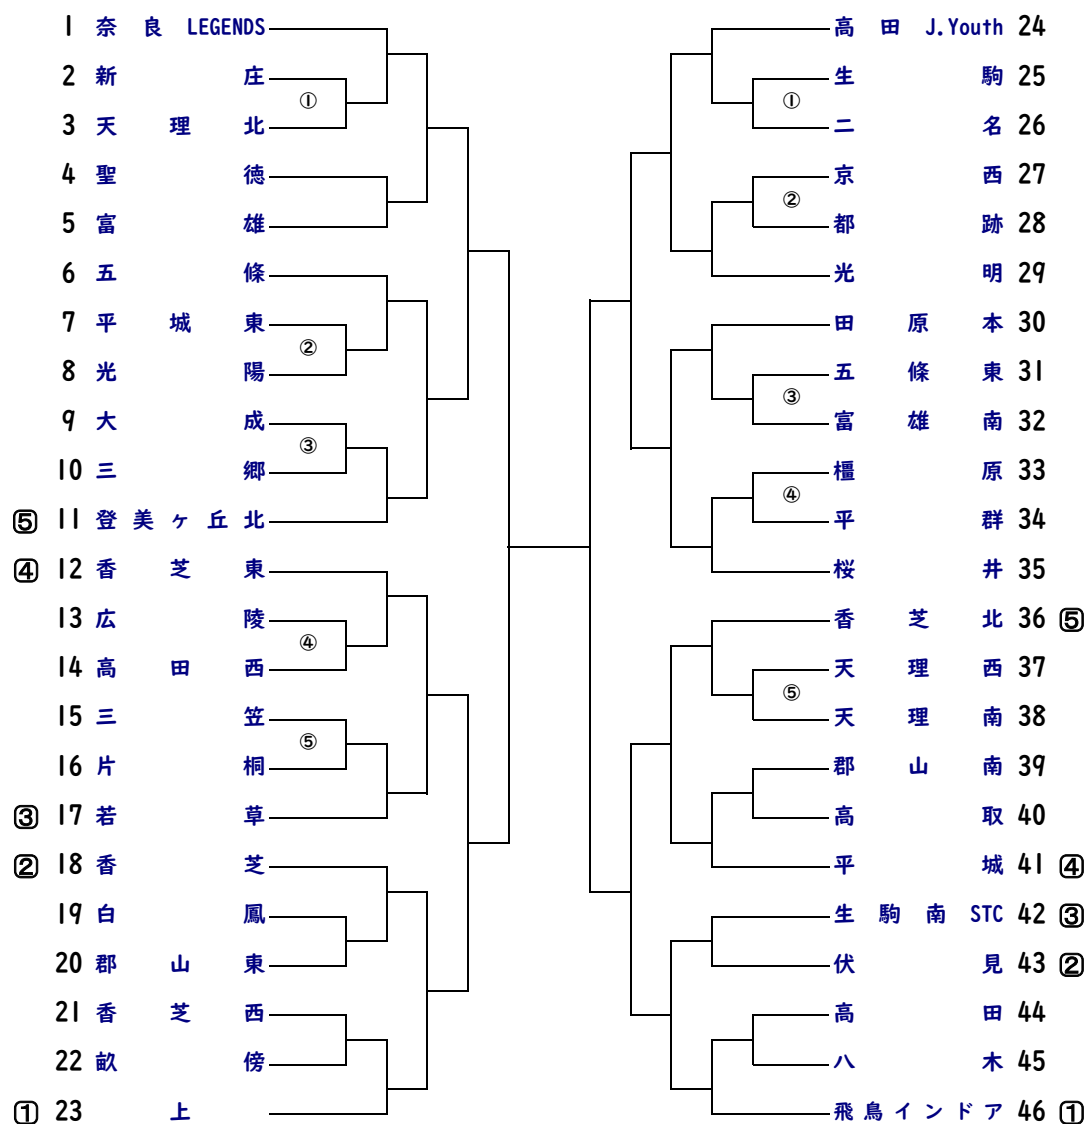 1 奈良 LEGENDS
2 新庄
①
3 天理北
4 聖徳
5 富雄
6 五條
7 平城東
②
8 光陽
9 大成
③
10 三郷
⑤ 11 登美ヶ丘北
④ 12 香芝東
13 広陵
④
14 高田西
15 三笠
⑤
16 片桐
③ 17 若草
② 18 香芝
19 白鳳
20 郡山東
21 香芝西
22 畝傍
① 23 上
高田 J.Youth 24
生駒 25
①
二名 26
京西 27
②
都跡 28
光明 29
田原本 30
五條東 31
③
富雄南 32
橿原 33
④
平群 34
桜井 35
香芝北 36 ⑤
天理西 37
⑤
天理南 38
郡山南 39
高取 40
平城 41 ④
生駒南 STC 42 ③
伏見 43 ②
高田 44
八木 45
飛鳥インドア 46 ①